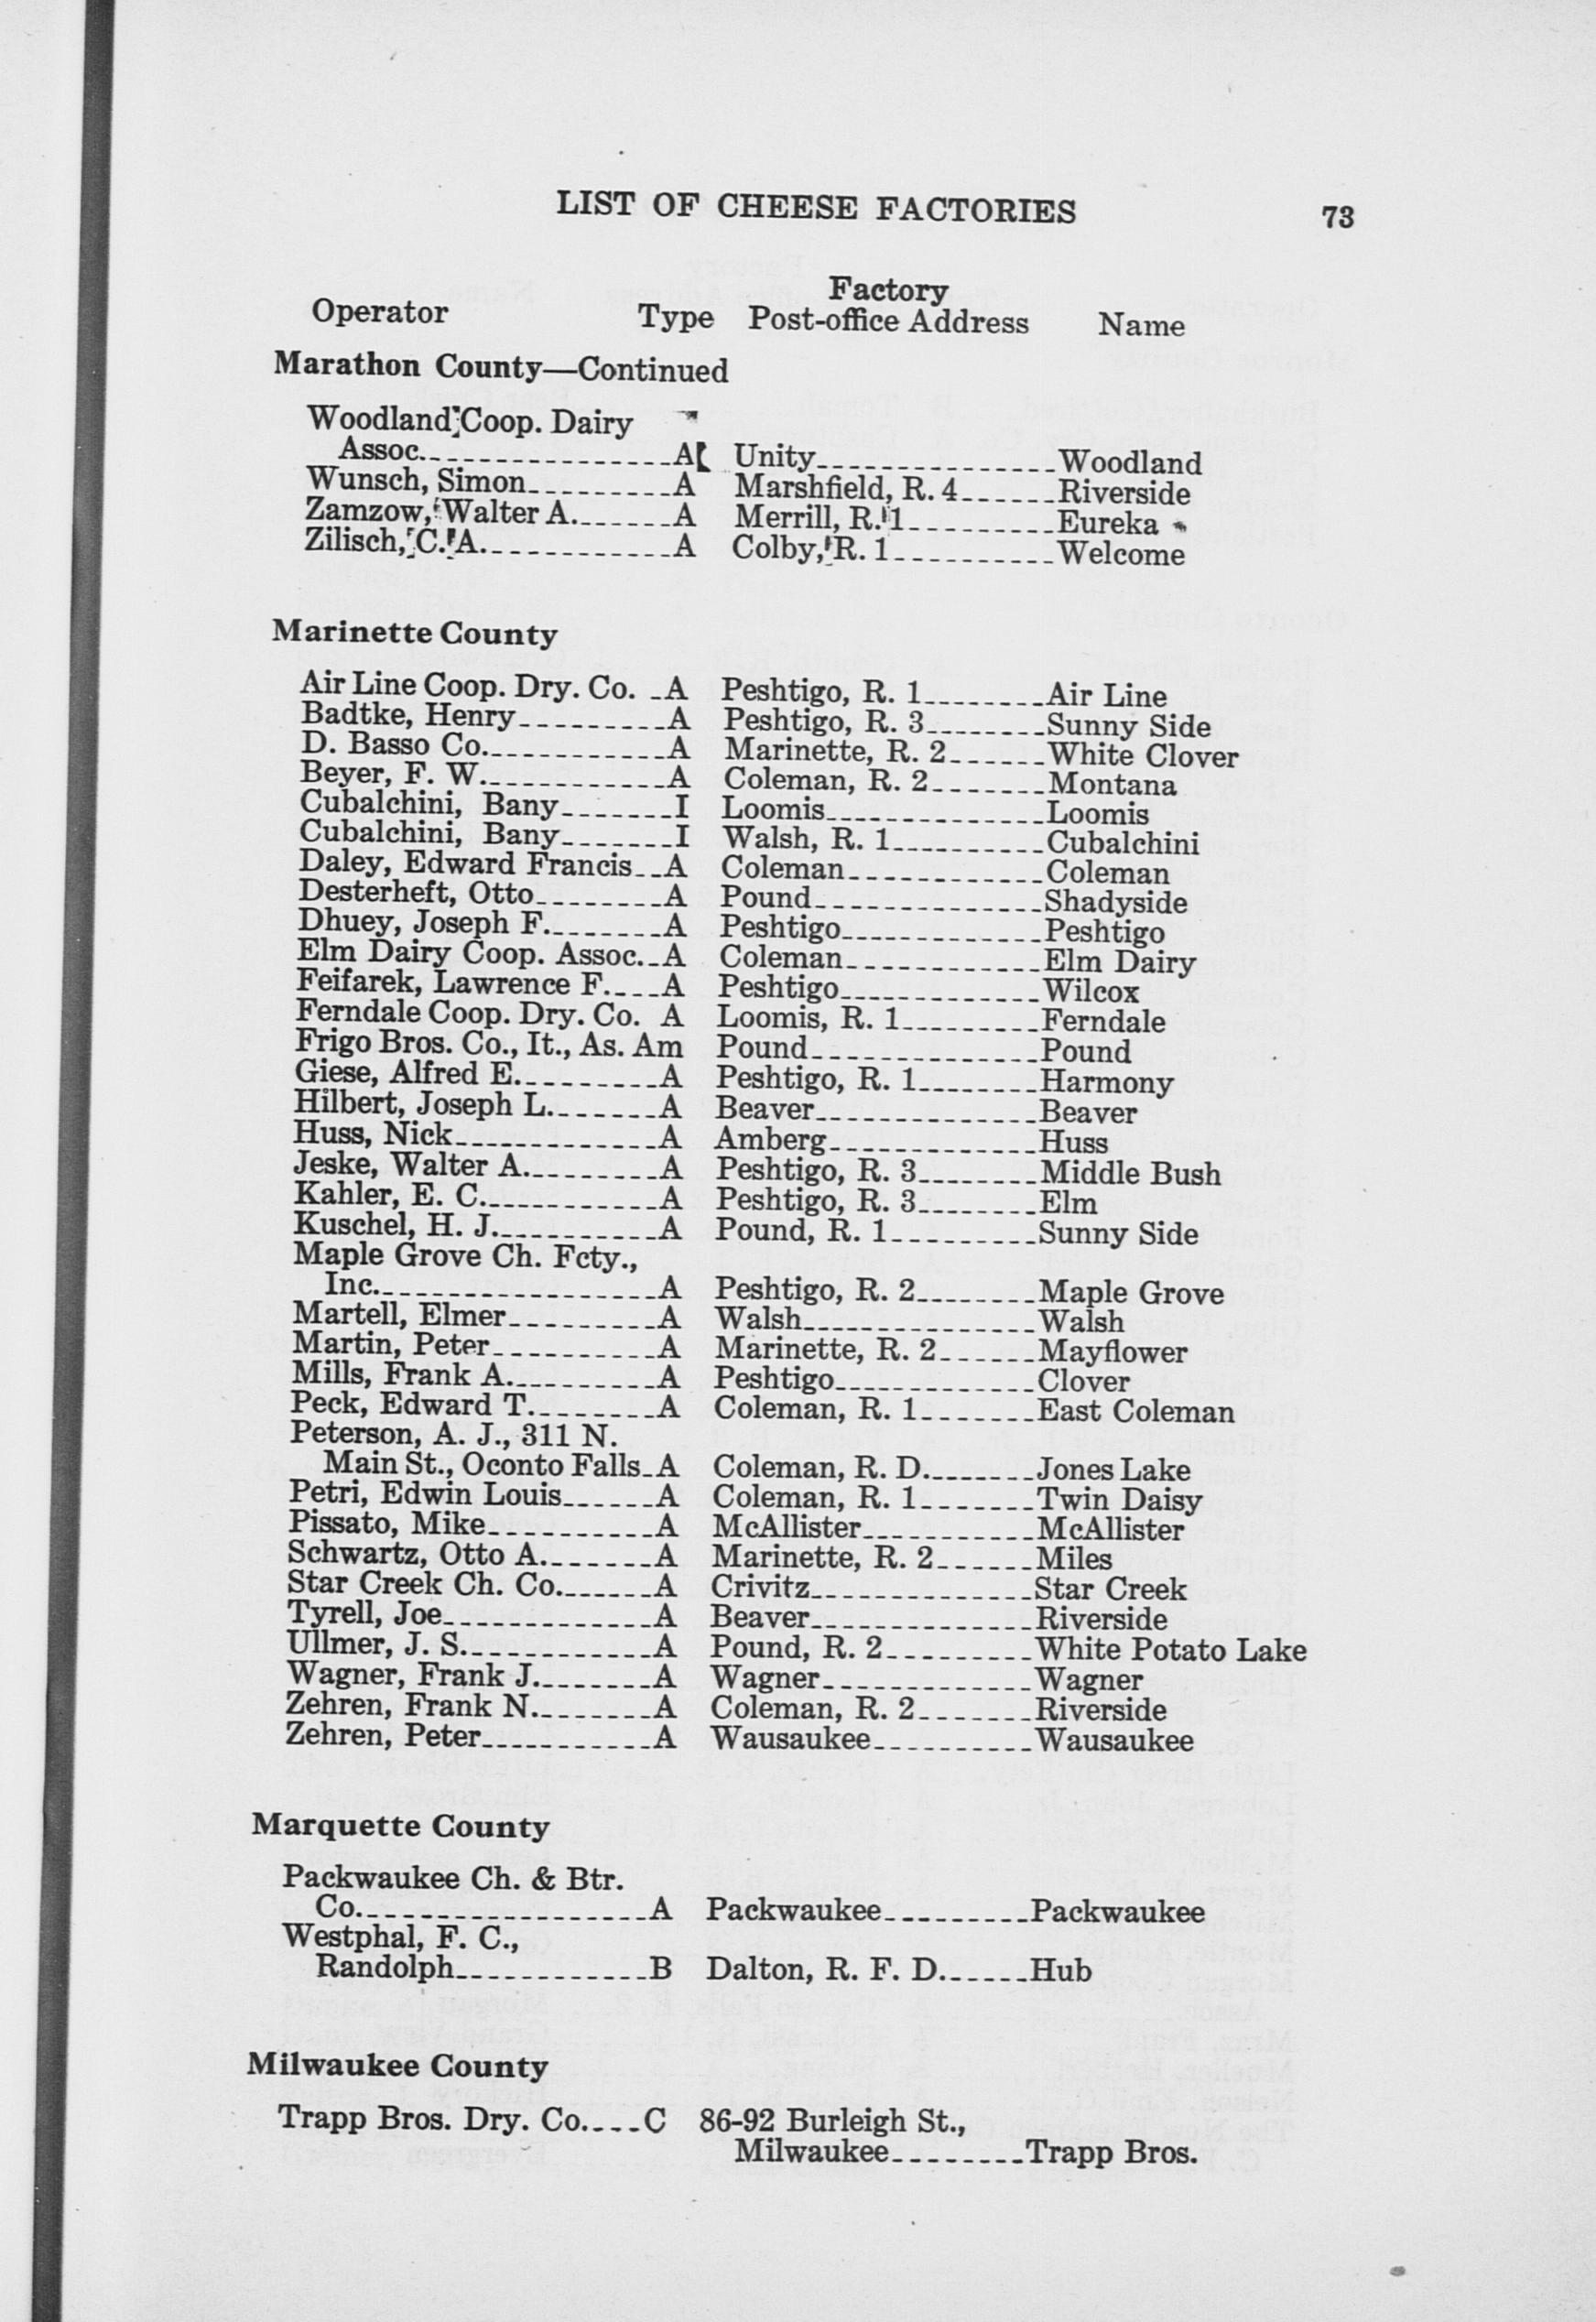 LIST OF CHEESE FACTORIES 73
Factory
Operator Type Post-office Address Name
Marathon County—Continued
Woodland Coop. Dairy
Assoc. A Unity Woodland
Wunsch, Simon A Marshfield, R. 4 Riverside
Zamzow, Walter A. A Merrill, R. 1 Eureka
Zilisch, C. A. A Colby, R. 1 Welcome
Marinette County
Air Line Coop. Dry. Co. A Peshtigo, R. 1 Air Line
Badtke, Henry A Peshtigo, R. 3 Sunny Side
D. Basso Co. A Marinette, R. 2 White Clover
Beyer, F. W. A Coleman, R. 2 Montana
Cubalchini, Bany I Loomis Loomis
Cubalchini, Bany I Walsh, R. 1 Cubalchini
Daley, Edward Francis A Coleman Coleman
Desterheft, Otto A Pound Shadyside
Dhuey, Joseph F. A Peshtigo Peshtigo
Elm Dairy Coop. Assoc. A Coleman Elm Dairy
Feifarek, Lawrence F. A Peshtigo Wilcox
Ferndale Coop. Dry. Co. A Loomis, R. 1 Ferndale
Frigo Bros. Co., It., As. Am Pound Pound
Giese, Alfred E. A Peshtigo, R. 1 Harmony
Hilbert, Joseph L. A Beaver Beaver
Huss, Nick A Amberg Huss
Jeske, Walter A. A Peshtigo, R. 3 Middle Bush
Kahler, E. C. A Peshtigo, R. 3 Elm
Kuschel, H. J. A Pound, R. 1 Sunny Side
Maple Grove Ch. Fcty.,
Inc. A Peshtigo, R. 2 Maple Grove
Martell, Elmer A Walsh Walsh
Martin, Peter A Marinette, R. 2 Mayflower
Mills, Frank A. A Peshtigo Clover
Peck, Edward T. A Coleman, R. 1 East Coleman
Peterson, A. J., 311 N.
Main St., Oconto Falls A Coleman, R. D. Jones Lake
Petri, Edwin Louis A Coleman, R. 1 Twin Daisy
Pissato, Mike A McAllister McAllister
Schwartz, Otto A. A Marinette, R. 2 Miles
Star Creek Ch. Co. A Crivitz Star Creek
Tyrell, Joe A Beaver Riverside
Ullmer, J. S. A Pound, R. 2 White Potato Lake
Wagner, Frank J. A Wagner Wagner
Zehren, Frank N. A Coleman, R. 2 Riverside
Zehren, Peter A Wausaukee Wausaukee
Marquette County
Packwaukee Ch. & Btr.
Co. A Packwaukee Packwaukee
Westphal, F. C.,
Randolph B Dalton, R. F. D. Hub
Milwaukee County
Trapp Bros. Dry. Co. C 86-92 Burleigh St.,
Milwaukee Trapp Bros.